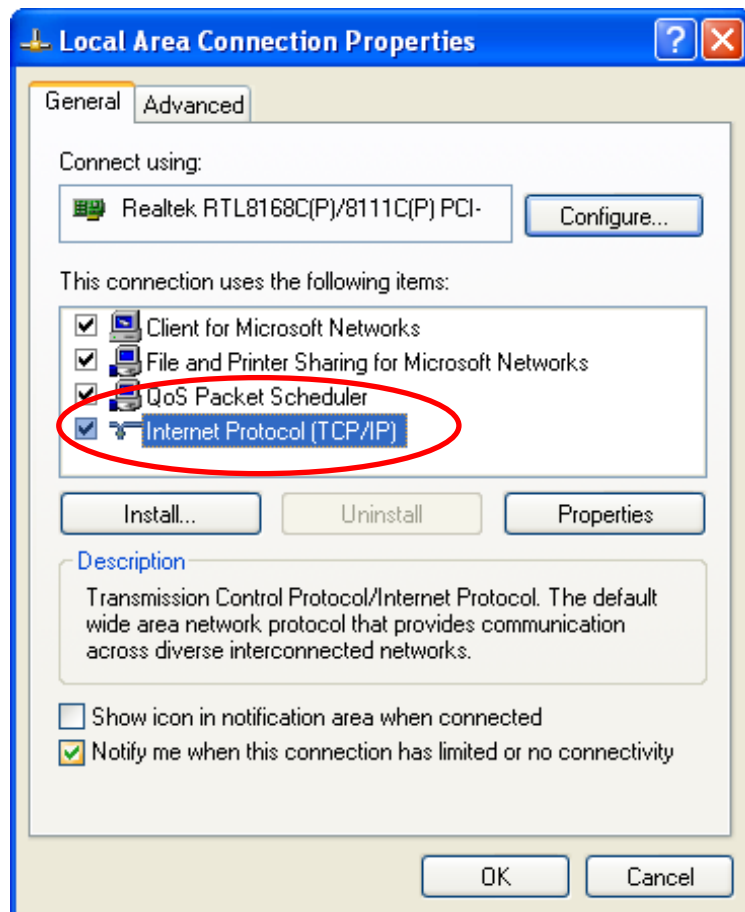 Local Area Connection Properties
General Advanced
Connect using:
Realtek RTL8168C(P)/8111C(P) PCI-
Configure...
This connection uses the following items:
Client for Microsoft Networks
File and Printer Sharing for Microsoft Networks
QoS Packet Scheduler
Internet Protocol (TCP/IP)
Install... Uninstall Properties
Description
Transmission Control Protocol/Internet Protocol. The default
wide area network protocol that provides communication
across diverse interconnected networks.
Show icon in notification area when connected
Notify me when this connection has limited or no connectivity
OK Cancel